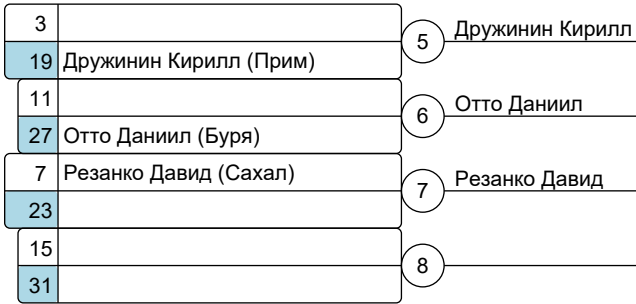 3
5 Дружинин Кирилл
19 Дружинин Кирилл (Прим)
11
6 Отто Даниил
27 Отто Даниил (Буря)
7 Резанко Давид (Сахал)
7 Резанко Давид
23
15
8
31